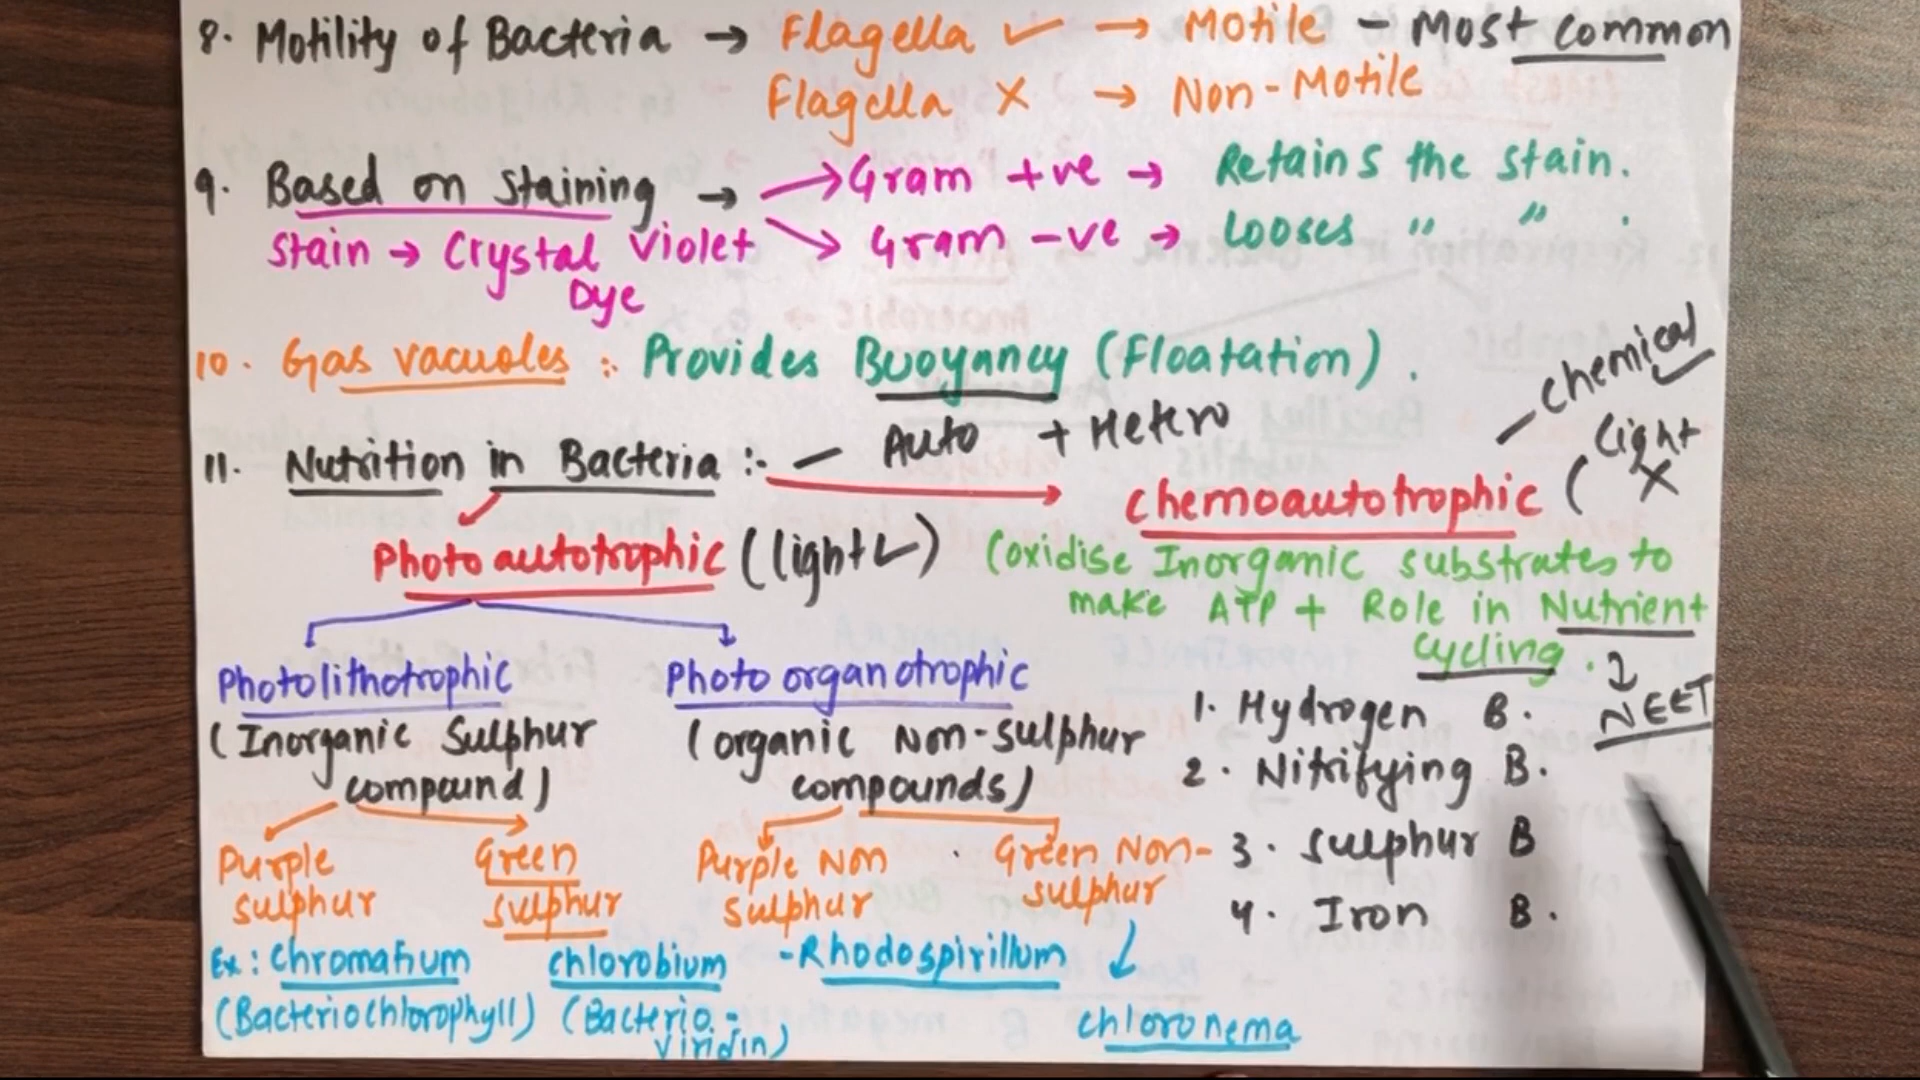 8. Motility of Bacteria → Flagella ✓ → Motile - Most common
Flagella X → Non-Motile
9. Based on Staining → → Gram +ve → Retains the stain.
Stain → Crystal Violet → Gram -ve → Looses " " .
Dye
10. Gas vacuoles :- Provides Buoyancy (Floatation).
11. Nutrition in Bacteria :- - Auto + Hetero
- chemical
Chemoautotrophic ( light X
Photoautotrophic (light ✓)
(oxidise Inorganic substrates to
make ATP + Role in Nutrient
cycling.
↓
NEET
Photolithotrophic
(Inorganic Sulphur
compound)
Photoorganotrophic
(organic Non-sulphur
compounds)
1. Hydrogen B.
2. Nitrifying B.
3. Sulphur B
4. Iron B.
Purple
sulphur
Green
sulphur
Purple Non
sulphur
Green Non-
sulphur
Ex: Chromatium
(Bacteriochlorophyll)
chlorobium
(Bacterio-
viridin)
-Rhodospirillum
↓
chloronema